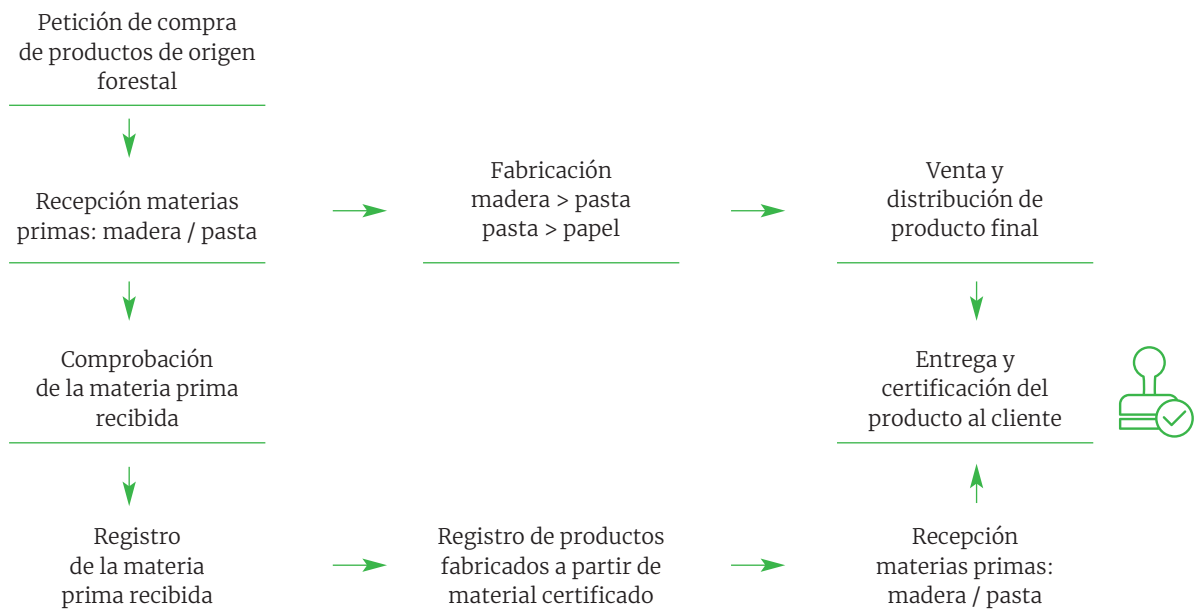 Petición de compra
de productos de origen
forestal
Recepción materias
primas: madera / pasta
Fabricación
madera > pasta
pasta > papel
Venta y
distribución de
producto final
Comprobación
de la materia prima
recibida
Entrega y
certificación del
producto al cliente
Registro
de la materia
prima recibida
Registro de productos
fabricados a partir de
material certificado
Recepción
materias primas:
madera / pasta